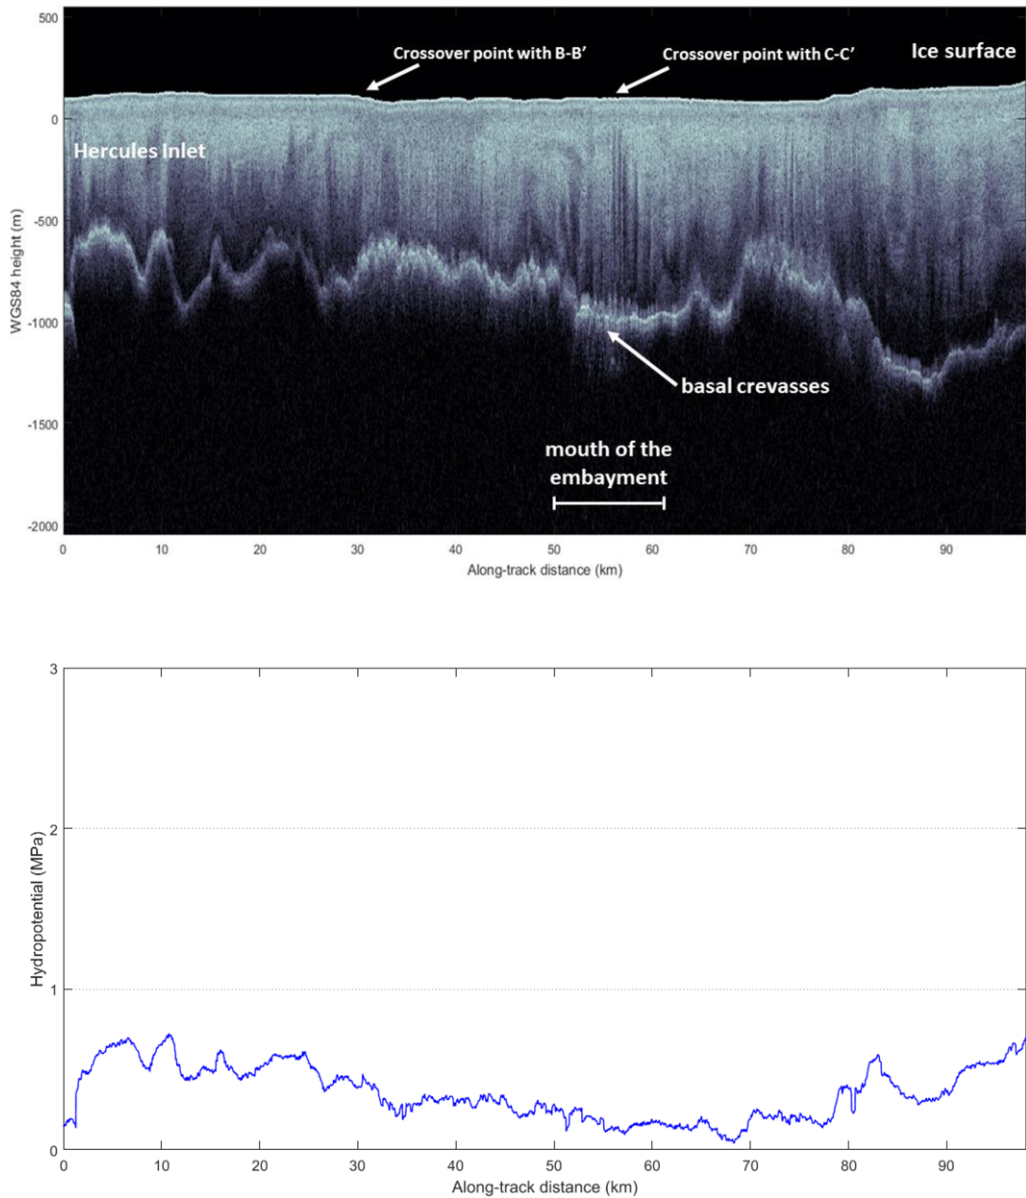 500
Crossover point with B-B’
Crossover point with C-C’
Ice surface
0
Hercules Inlet
-500
WGS84 height (m)
-1000
basal crevasses
-1500
mouth of the
embayment
-2000
0 10 20 30 40 50 60 70 80 90
Along-track distance (km)
3
2
Hydropotential (MPa)
1
0
0 10 20 30 40 50 60 70 80 90
Along-track distance (km)